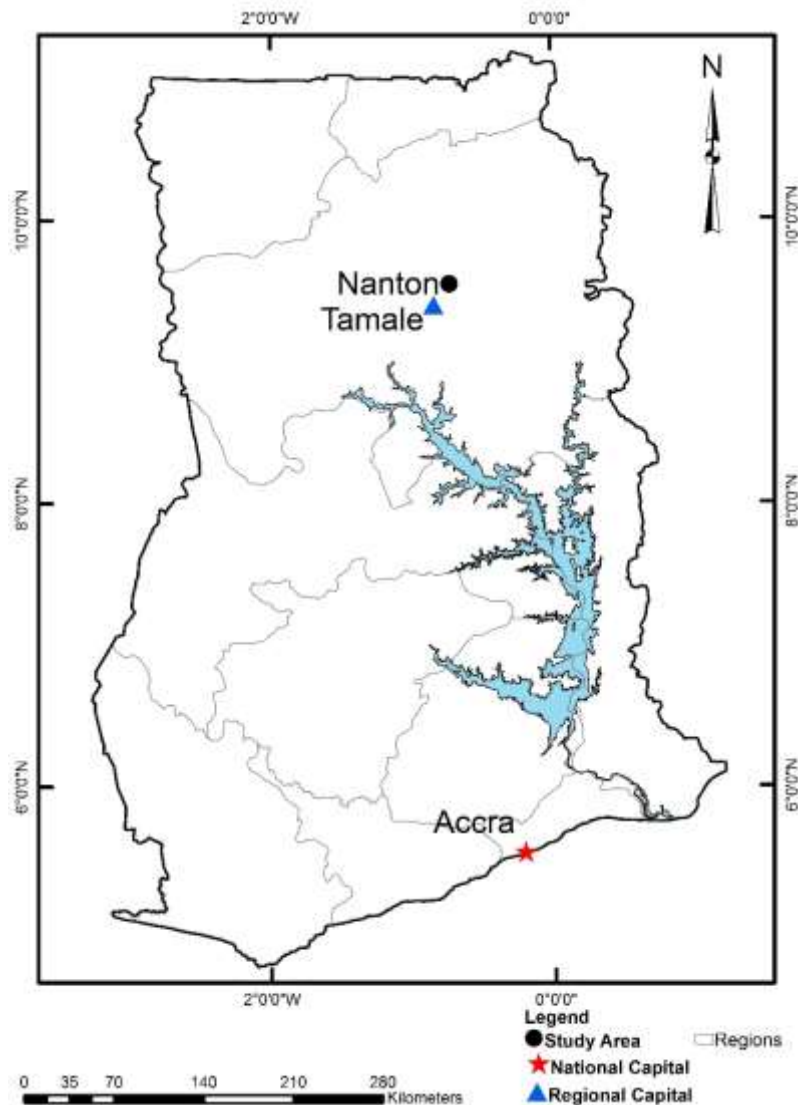 2°0'0"W 0°0'0"
N
10°0'0"N 10°0'0"N
Nanton
Tamale
8°0'0"N 8°0'0"N
6°0'0"N 6°0'0"N
Accra
2°0'0"W 0°0'0"
Legend
Study Area Regions
National Capital
Regional Capital
0 35 70 140 210 280
Kilometers